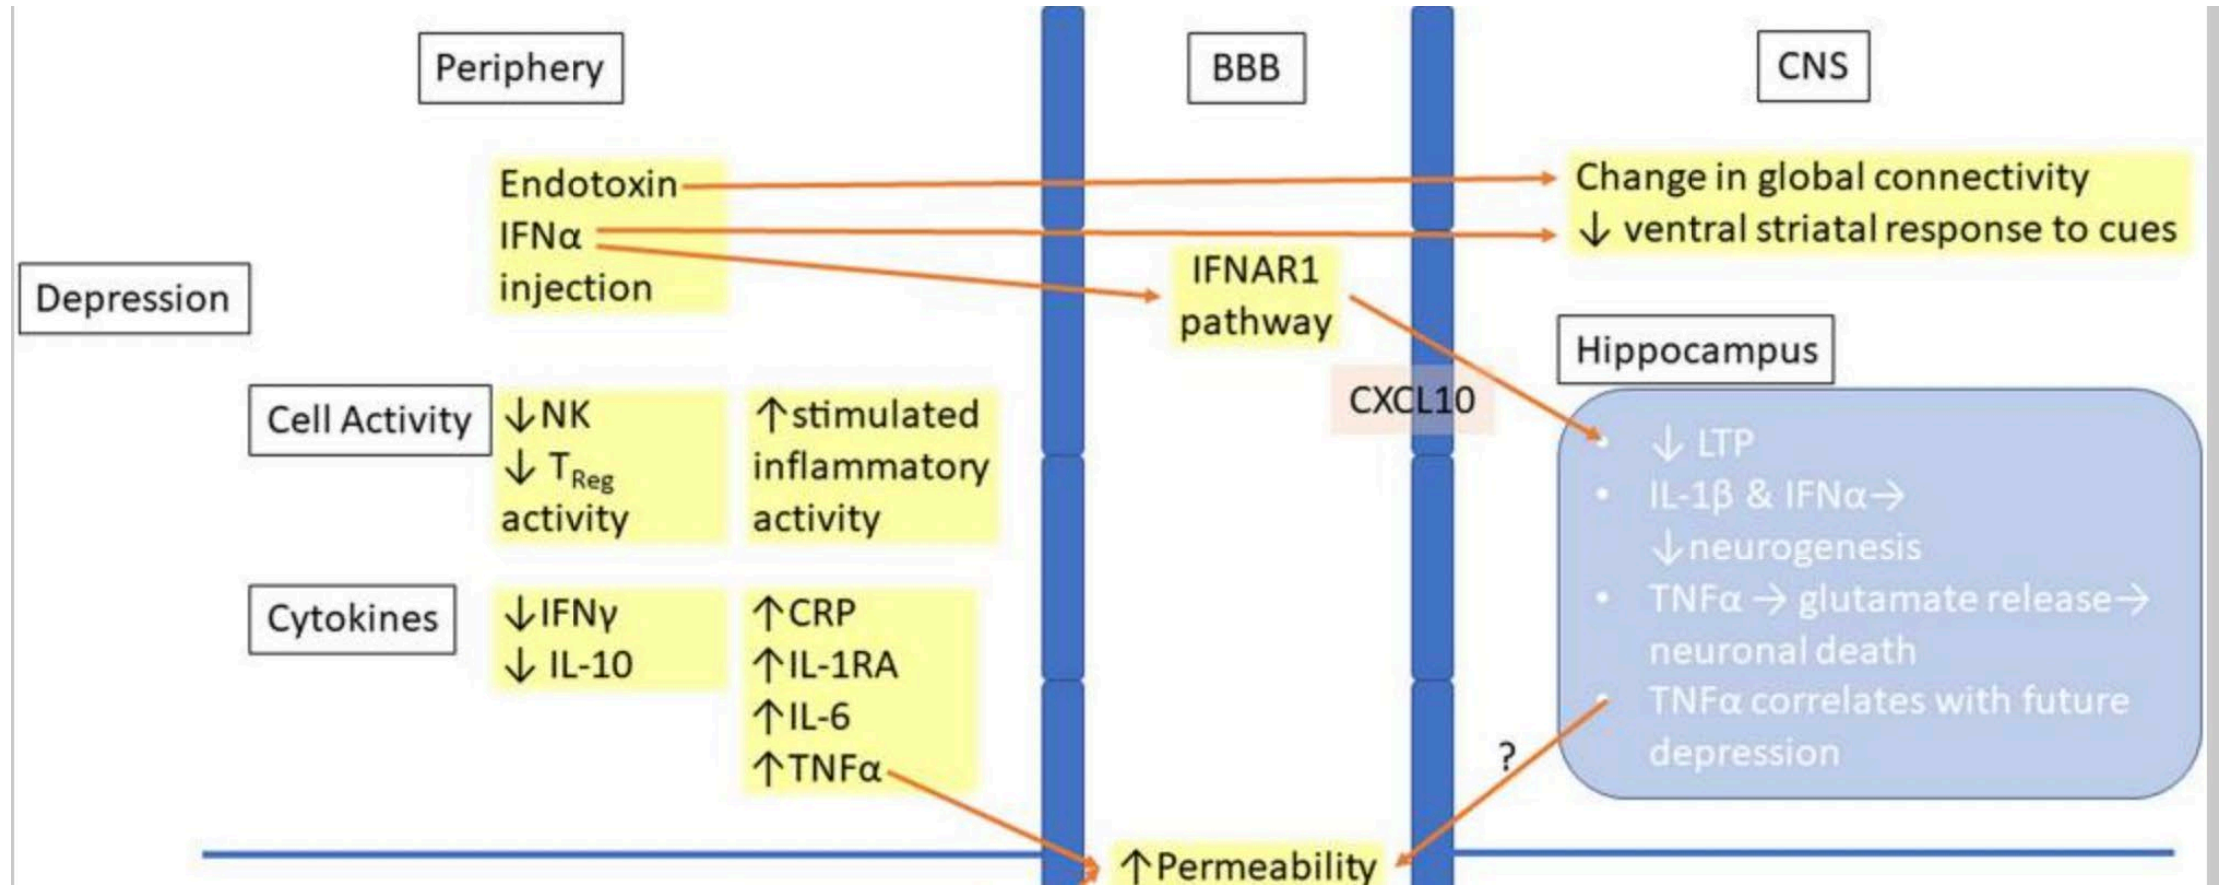 Periphery
BBB
CNS
Endotoxin
IFNα
injection
Change in global connectivity
↓ ventral striatal response to cues
IFNAR1
pathway
Depression
Hippocampus
Cell Activity
↓NK
↓ TReg
activity
↑stimulated
inflammatory
activity
CXCL10
• ↓ LTP
• IL-1β & IFNα→
↓neurogenesis
• TNFα → glutamate release→
neuronal death
• TNFα correlates with future
depression
Cytokines
↓IFNγ
↓ IL-10
↑CRP
↑IL-1RA
↑IL-6
↑TNFα
?
↑Permeability